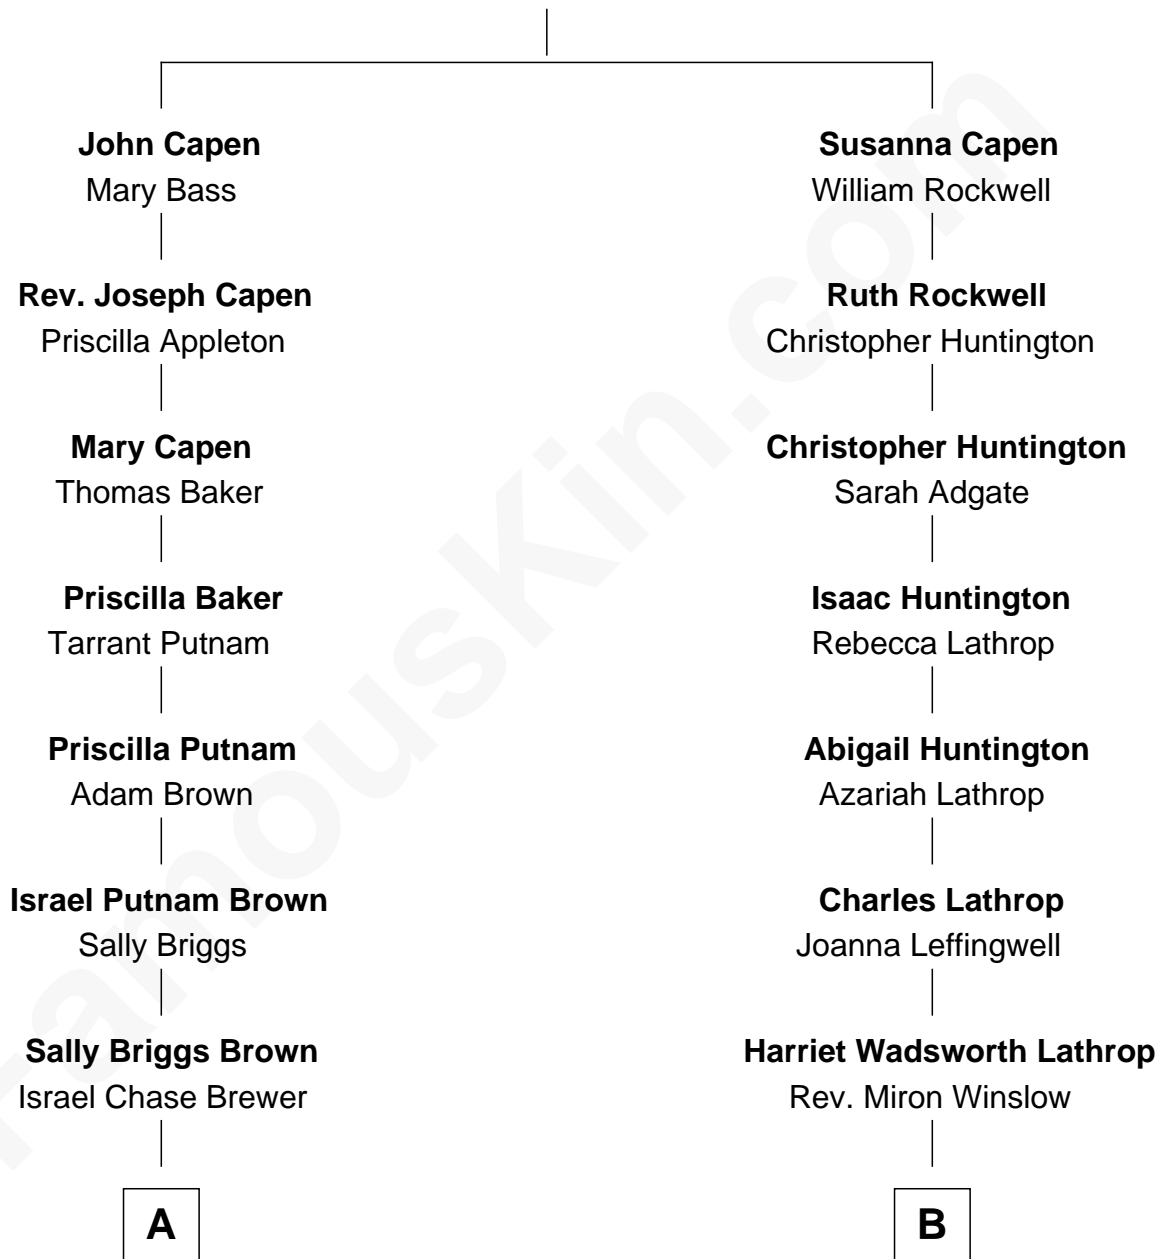 John Capen
Mary Bass
Rev. Joseph Capen
Priscilla Appleton
Mary Capen
Thomas Baker
Priscilla Baker
Tarrant Putnam
Priscilla Putnam
Adam Brown
Israel Putnam Brown
Sally Briggs
Sally Briggs Brown
Israel Chase Brewer
A
Susanna Capen
William Rockwell
Ruth Rockwell
Christopher Huntington
Christopher Huntington
Sarah Adgate
Isaac Huntington
Rebecca Lathrop
Abigail Huntington
Azariah Lathrop
Charles Lathrop
Joanna Leffingwell
Harriet Wadsworth Lathrop
Rev. Miron Winslow
B
FamousKin.com